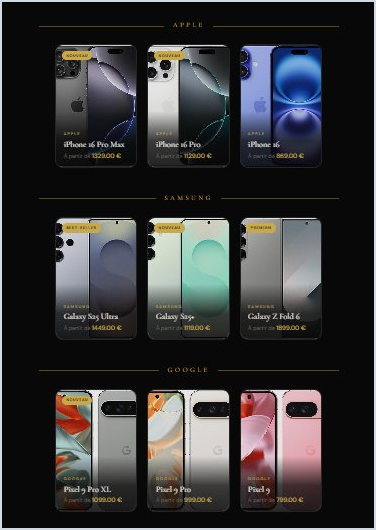 APPLE
NOUVEAU
APPLE
iPhone 16 Pro Max
À partir de 1329.00 €
NOUVEAU
APPLE
iPhone 16 Pro
À partir de 1129.00 €
APPLE
iPhone 16
À partir de 869.00 €
SAMSUNG
BEST SELLER
SAMSUNG
Galaxy S25 Ultra
À partir de 1449.00 €
NOUVEAU
SAMSUNG
Galaxy S25+
À partir de 1119.00 €
PREMIUM
SAMSUNG
Galaxy Z Fold 6
À partir de 1899.00 €
GOOGLE
NOUVEAU
GOOGLE
Pixel 9 Pro XL
À partir de 1099.00 €
GOOGLE
Pixel 9 Pro
À partir de 999.00 €
GOOGLE
Pixel 9
À partir de 799.00 €